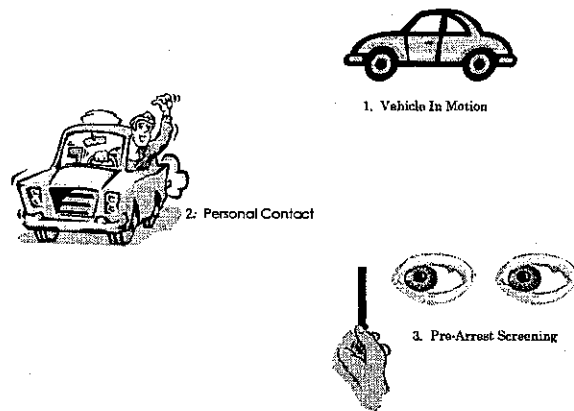 1. Vehicle In Motion
2. Personal Contact
3. Pre-Arrest Screening